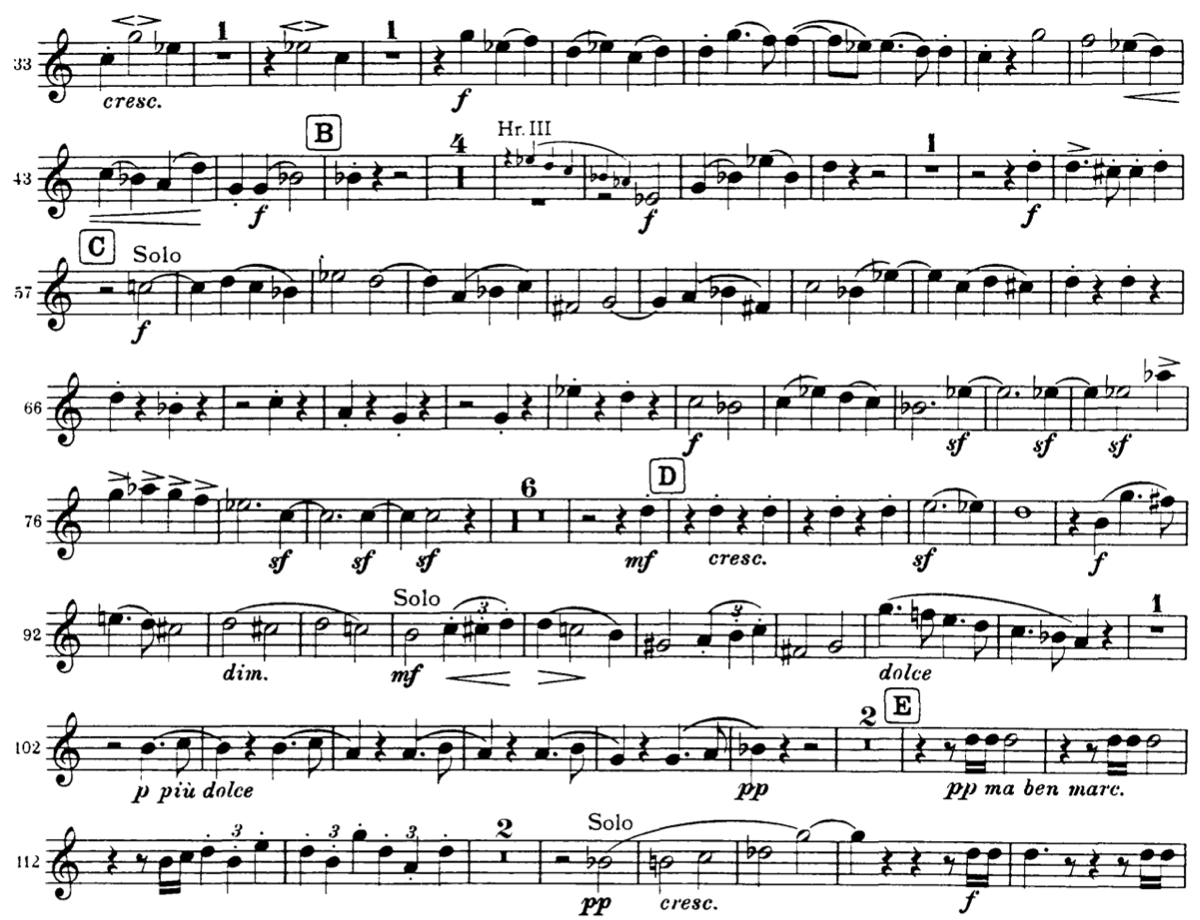 1 1
33 cresc. f
B 4 Hr. III 1
43 f f f
C Solo
57 f
66 f sf sf sf
6 D
76 sf sf sf mf cresc. sf f
Solo 3 3 1
92 dim. mf dolce
2 E
102 p più dolce pp pp ma ben marc.
3 3 3 2 Solo
112 pp cresc. f